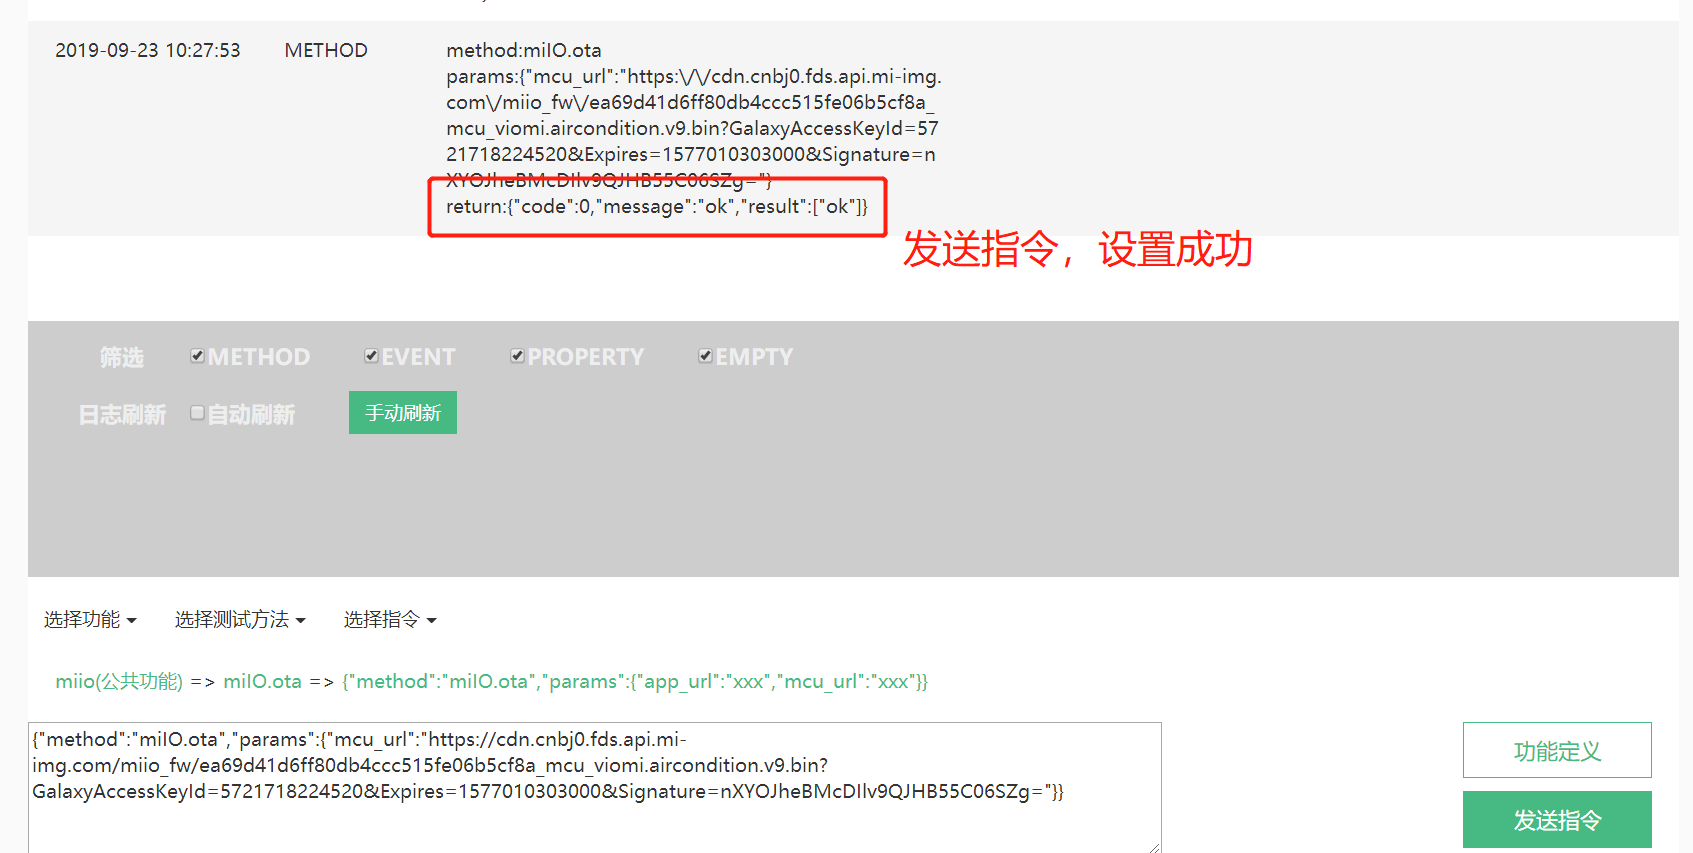 2019-09-23 10:27:53 METHOD method:miIO.ota
params:{"mcu_url":"https:\/\/cdn.cnbj0.fds.api.mi-img.
com\/miio_fw\/ea69d41d6ff80db4ccc515fe06b5cf8a_
mcu_viomi.aircondition.v9.bin?GalaxyAccessKeyId=57
21718224520&Expires=1577010303000&Signature=n
XYOJheBMcDIlv9QJHB55C06SZg="}
return:{"code":0,"message":"ok","result":["ok"]}
发送指令，设置成功
筛选 METHOD EVENT PROPERTY EMPTY
日志刷新 自动刷新 手动刷新
选择功能 选择测试方法 选择指令
miio(公共功能) => miIO.ota => {"method":"miIO.ota","params":{"app_url":"xxx","mcu_url":"xxx"}}
{"method":"miIO.ota","params":{"mcu_url":"https://cdn.cnbj0.fds.api.mi-
img.com/miio_fw/ea69d41d6ff80db4ccc515fe06b5cf8a_mcu_viomi.aircondition.v9.bin?
GalaxyAccessKeyId=5721718224520&Expires=1577010303000&Signature=nXYOJheBMcDIlv9QJHB55C06SZg="}}
功能定义
发送指令